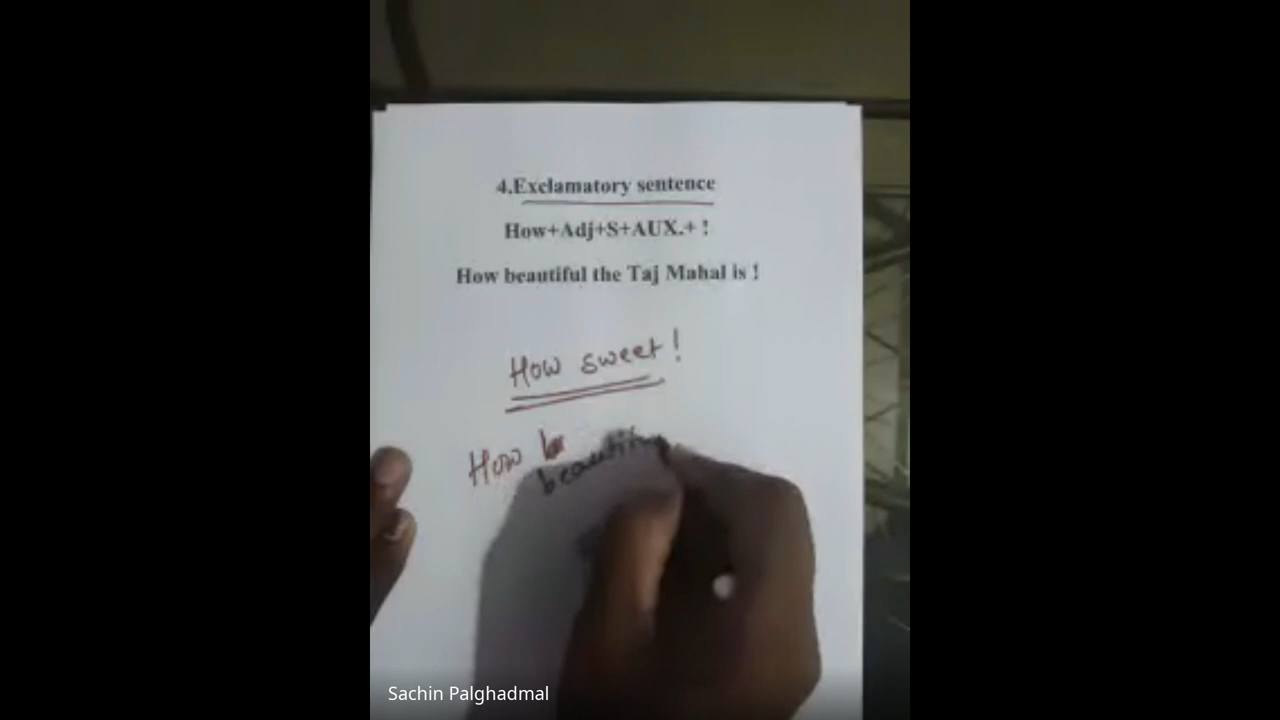 4.Exclamatory sentence
How+Adj+S+AUX.+ !
How beautiful the Taj Mahal is !
How sweet !
How
Sachin Palghadmal